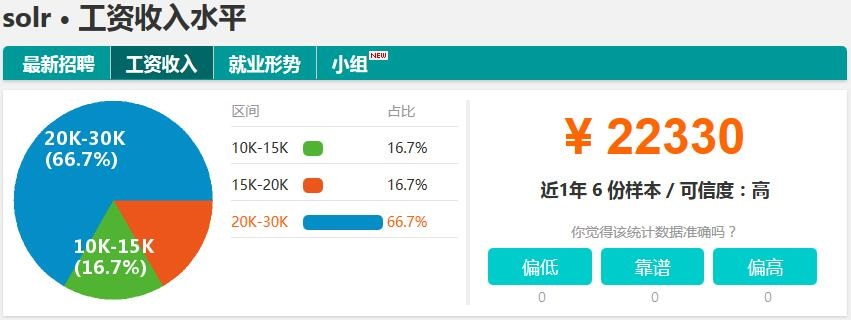 solr • 工资收入水平
最新招聘 工资收入 就业形势 小组 NEW
20K-30K
(66.7%)
10K-15K
(16.7%)
区间 占比
10K-15K 16.7%
15K-20K 16.7%
20K-30K 66.7%
¥ 22330
近1年 6 份样本 / 可信度：高
你觉得该统计数据准确吗？
偏低 靠谱 偏高
0 0 0